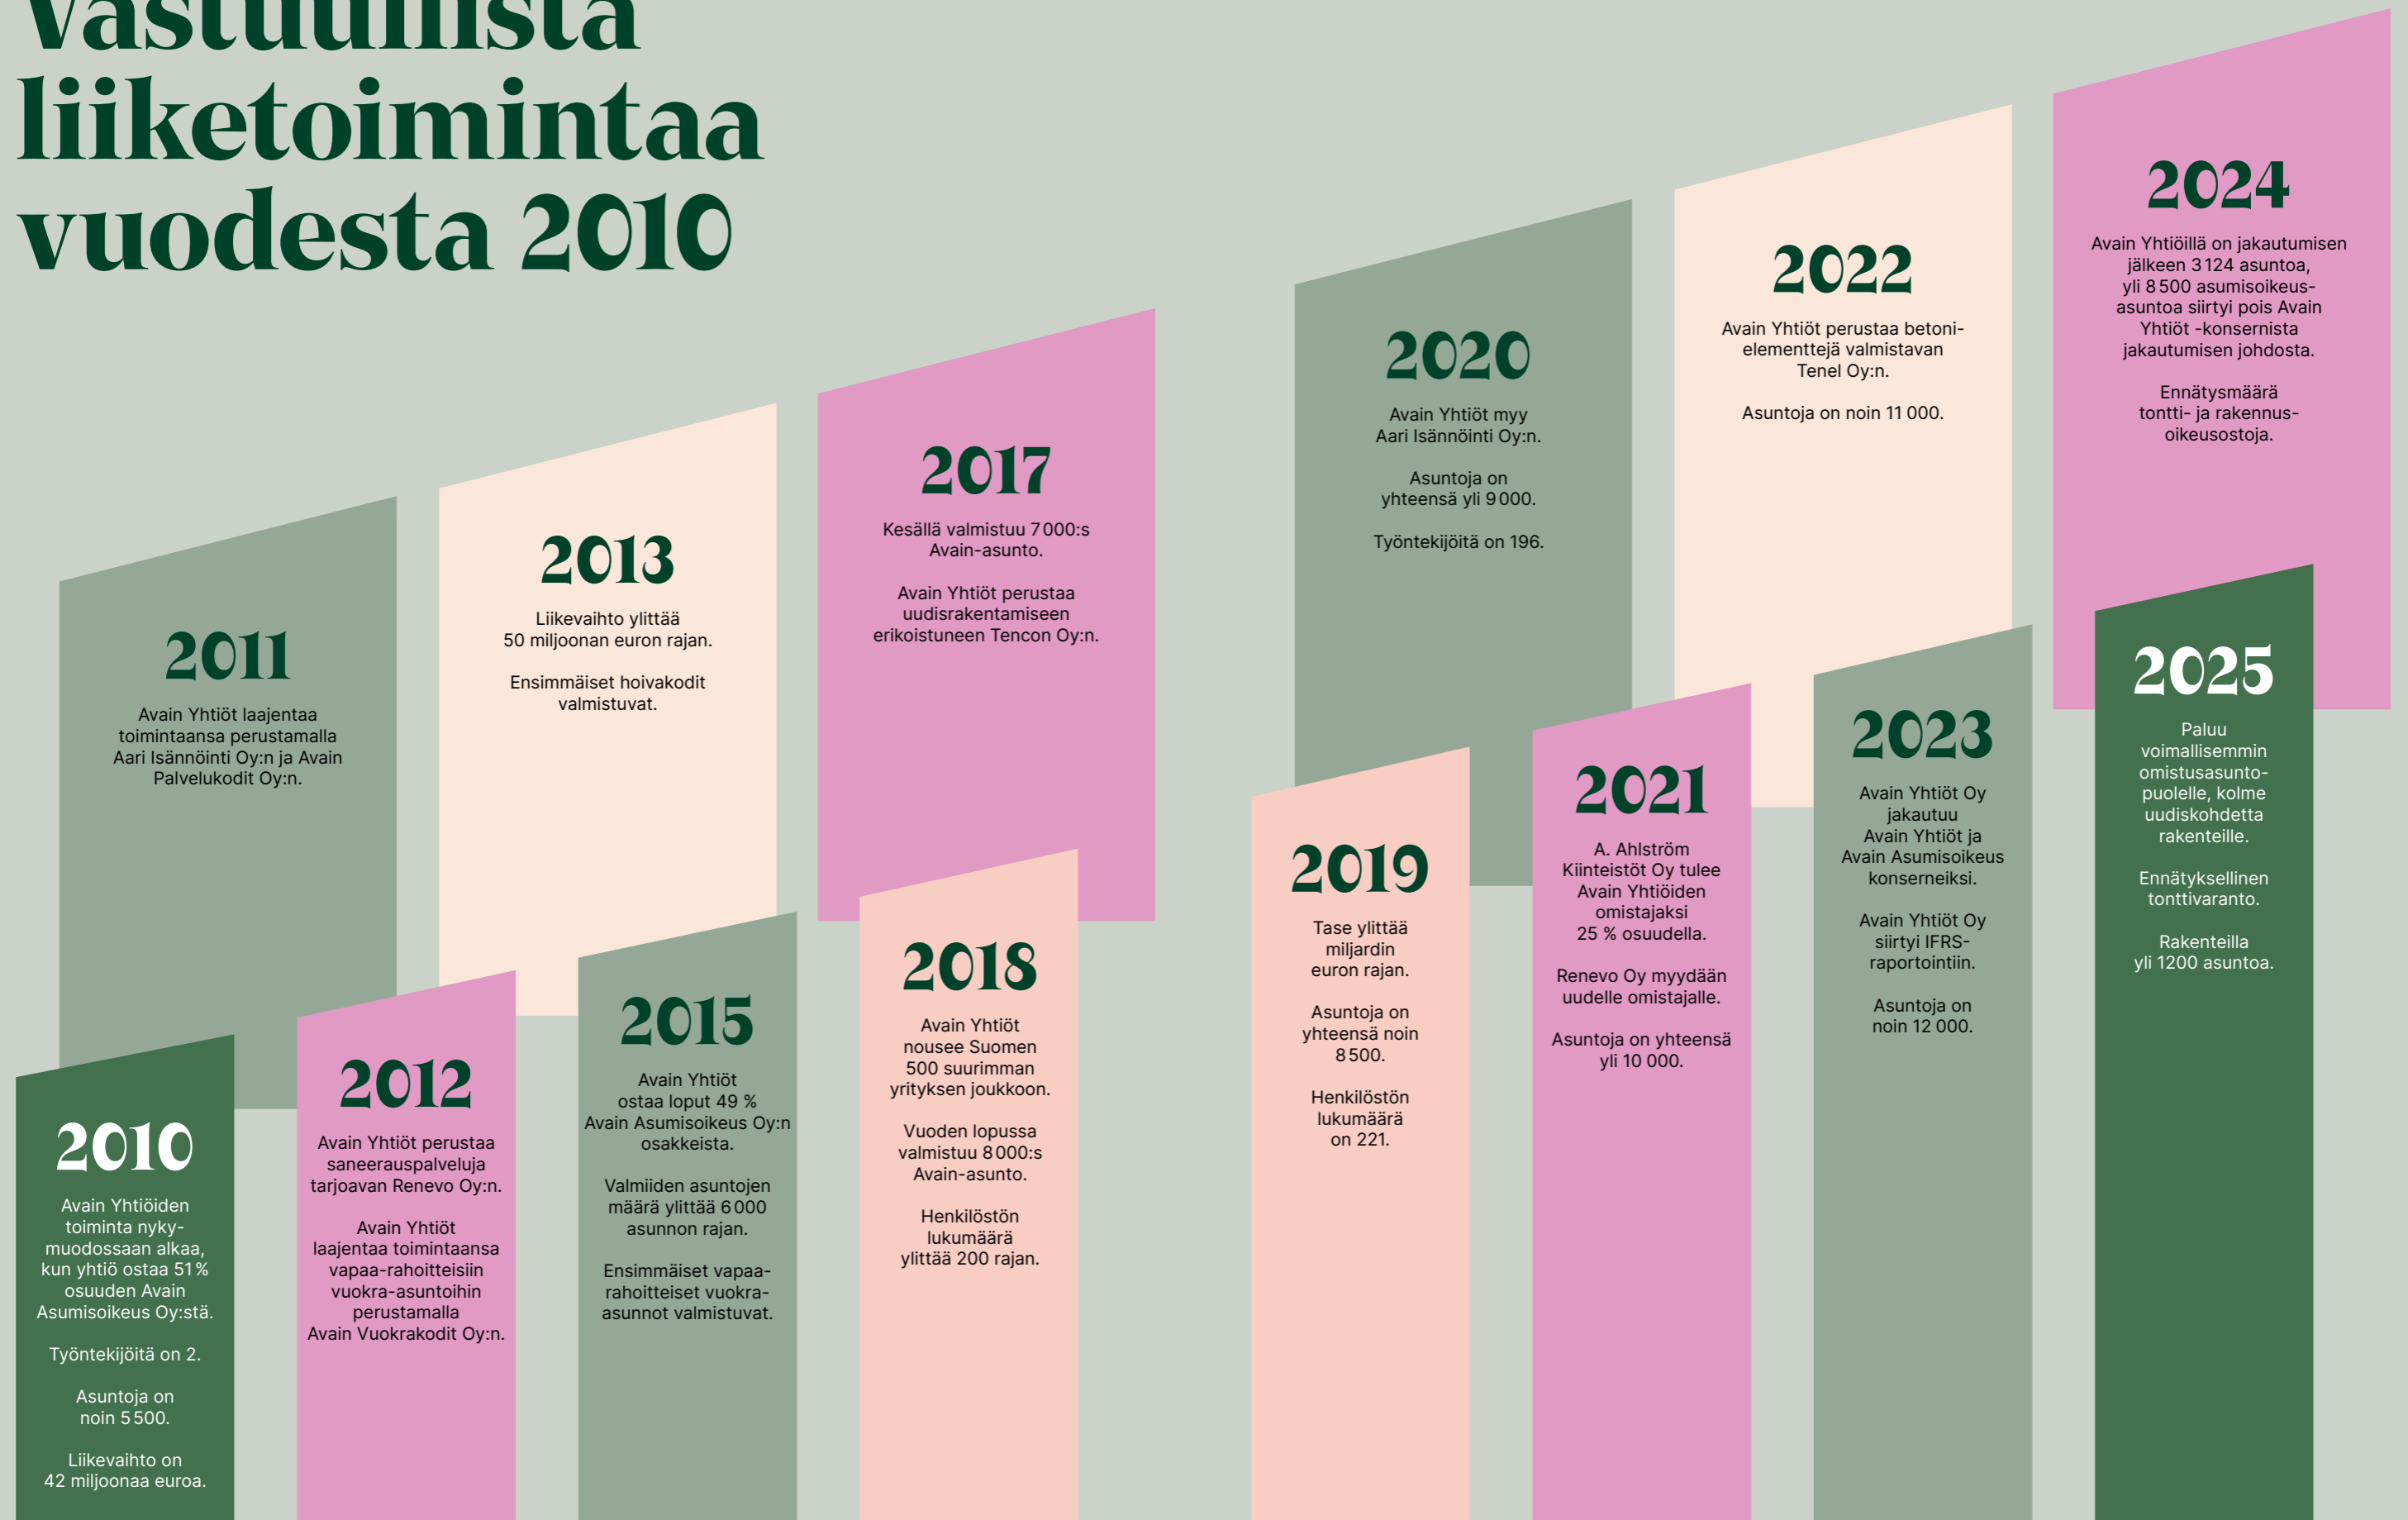 Vastuullista
liiketoimintaa
vuodesta 2010
2010
Avain Yhtiöiden
toiminta nyky-
muodossaan alkaa,
kun yhtiö ostaa 51 %
osuuden Avain
Asumisoikeus Oy:stä.
Työntekijöitä on 2.
Asuntoja on
noin 5 500.
Liikevaihto on
42 miljoonaa euroa.
2011
Avain Yhtiöt laajentaa
toimintaansa perustamalla
Aari Isännöinti Oy:n ja Avain
Palvelukodit Oy:n.
2012
Avain Yhtiöt perustaa
saneerauspalveluja
tarjoavan Renevo Oy:n.
Avain Yhtiöt
laajentaa toimintaansa
vapaa-rahoitteisiin
vuokra-asuntoihin
perustamalla
Avain Vuokrakodit Oy:n.
2013
Liikevaihto ylittää
50 miljoonan euron rajan.
Ensimmäiset hoivakodit
valmistuvat.
2015
Avain Yhtiöt
ostaa loput 49 %
Avain Asumisoikeus Oy:n
osakkeista.
Valmiiden asuntojen
määrä ylittää 6 000
asunnon rajan.
Ensimmäiset vapaa-
rahoitteiset vuokra-
asunnot valmistuvat.
2017
Kesällä valmistuu 7 000:s
Avain-asunto.
Avain Yhtiöt perustaa
uudisrakentamiseen
erikoistuneen Tencon Oy:n.
2018
Avain Yhtiöt
nousee Suomen
500 suurimman
yrityksen joukkoon.
Vuoden lopussa
valmistuu 8 000:s
Avain-asunto.
Henkilöstön
lukumäärä
ylittää 200 rajan.
2019
Tase ylittää
miljardin
euron rajan.
Asuntoja on
yhteensä noin
8 500.
Henkilöstön
lukumäärä
on 221.
2020
Avain Yhtiöt myy
Aari Isännöinti Oy:n.
Asuntoja on
yhteensä yli 9 000.
Työntekijöitä on 196.
2021
A. Ahlström
Kiinteistöt Oy tulee
Avain Yhtiöiden
omistajaksi
25 % osuudella.
Renevo Oy myydään
uudelle omistajalle.
Asuntoja on yhteensä
yli 10 000.
2022
Avain Yhtiöt perustaa betoni-
elementtejä valmistavan
Tenel Oy:n.
Asuntoja on noin 11 000.
2023
Avain Yhtiöt Oy
jakautuu
Avain Yhtiöt ja
Avain Asumisoikeus
konserneiksi.
Avain Yhtiöt Oy
siirtyi IFRS-
raportointiin.
Asuntoja on
noin 12 000.
2024
Avain Yhtiöillä on jakautumisen
jälkeen 3 124 asuntoa,
yli 8 500 asumisoikeus-
asuntoa siirtyi pois Avain
Yhtiöt -konsernista
jakautumisen johdosta.
Ennätysmäärä
tontti- ja rakennus-
oikeusostoja.
2025
Paluu
voimallisemmin
omistusasunto-
puolelle, kolme
uudiskohdetta
rakenteille.
Ennätyksellinen
tonttivaranto.
Rakenteilla
yli 1200 asuntoa.